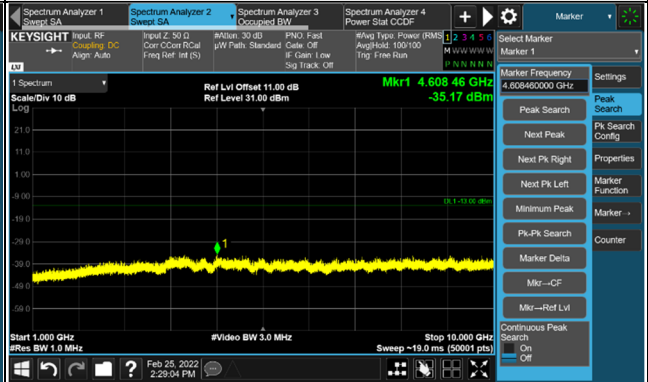 Spectrum Analyzer 1
Swept SA
Spectrum Analyzer 2
Swept SA
Spectrum Analyzer 3
Occupied BW
Spectrum Analyzer 4
Power Stat CCDF
Marker
KEYSIGHT
Input: RF
Coupling: DC
Align: Auto
Input Z: 50 Ω
Corr CCorr RCal
Freq Ref: Int (S)
#Atten: 30 dB
µW Path: Standard
PNO: Fast
Gate: Off
IF Gain: Low
Sig Track: Off
#Avg Type: Power (RMS
Avg|Hold: 100/100
Trig: Free Run
1 2 3 4 5 6
M W W W W W
P N N N N N
LXI
Select Marker
Marker 1
1 Spectrum
Scale/Div 10 dB
Log
Ref Lvl Offset 11.00 dB
Ref Level 31.00 dBm
Mkr1 4.608 46 GHz
-35.17 dBm
21.0
11.0
1.00
-9.00
-19.0
-29.0
-39.0
-49.0
-59.0
DL1 -13.00 dBm
1
Start 1.000 GHz
#Res BW 1.0 MHz
#Video BW 3.0 MHz
Stop 10.000 GHz
Sweep ~19.0 ms (50001 pts)
Marker Frequency
4.608460000 GHz
Peak Search
Next Peak
Next Pk Right
Next Pk Left
Minimum Peak
Pk-Pk Search
Marker Delta
Mkr→CF
Mkr→Ref Lvl
Continuous Peak
Search
On
Off
Settings
Peak
Search
Pk Search
Config
Properties
Marker
Function
Marker→
Counter
Feb 25, 2022
2:29:04 PM